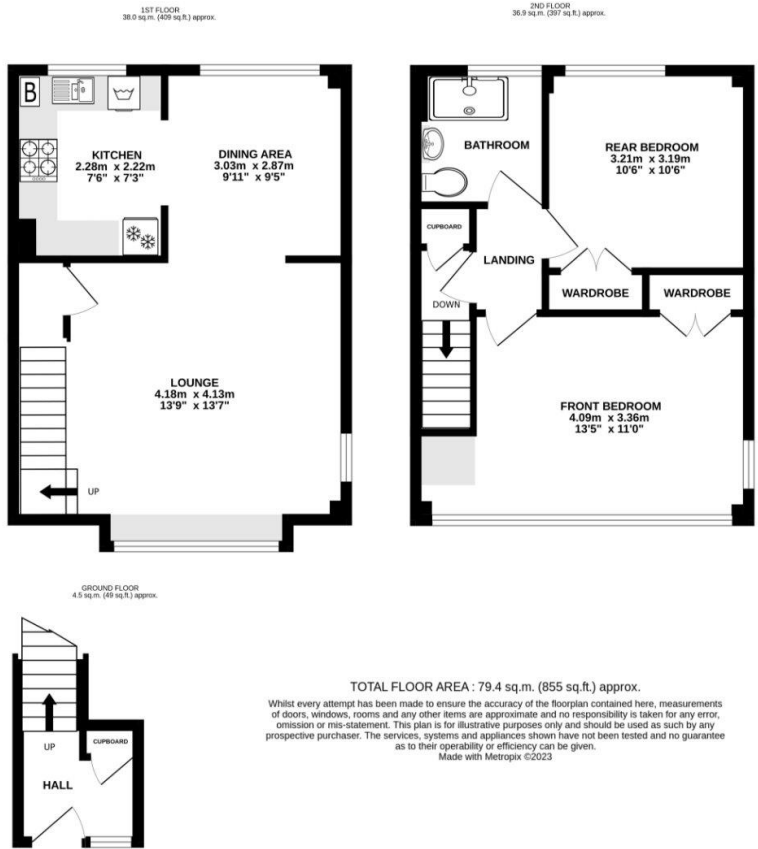 1ST FLOOR
38.0 sq.m. (409 sq.ft.) approx.
2ND FLOOR
36.9 sq.m. (397 sq.ft.) approx.
B
KITCHEN
2.28m x 2.22m
7'6" x 7'3"
DINING AREA
3.03m x 2.87m
9'11" x 9'5"
LOUNGE
4.18m x 4.13m
13'9" x 13'7"
UP
BATHROOM
REAR BEDROOM
3.21m x 3.19m
10'6" x 10'6"
CUPBOARD
LANDING
DOWN
WARDROBE
WARDROBE
FRONT BEDROOM
4.09m x 3.36m
13'5" x 11'0"
GROUND FLOOR
4.5 sq.m. (49 sq.ft.) approx.
UP
CUPBOARD
HALL
TOTAL FLOOR AREA : 79.4 sq.m. (855 sq.ft.) approx.
Whilst every attempt has been made to ensure the accuracy of the floorplan contained here, measurements
of doors, windows, rooms and any other items are approximate and no responsibility is taken for any error,
omission or mis-statement. This plan is for illustrative purposes only and should be used as such by any
prospective purchaser. The services, systems and appliances shown have not been tested and no guarantee
as to their operability or efficiency can be given.
Made with Metropix ©2023